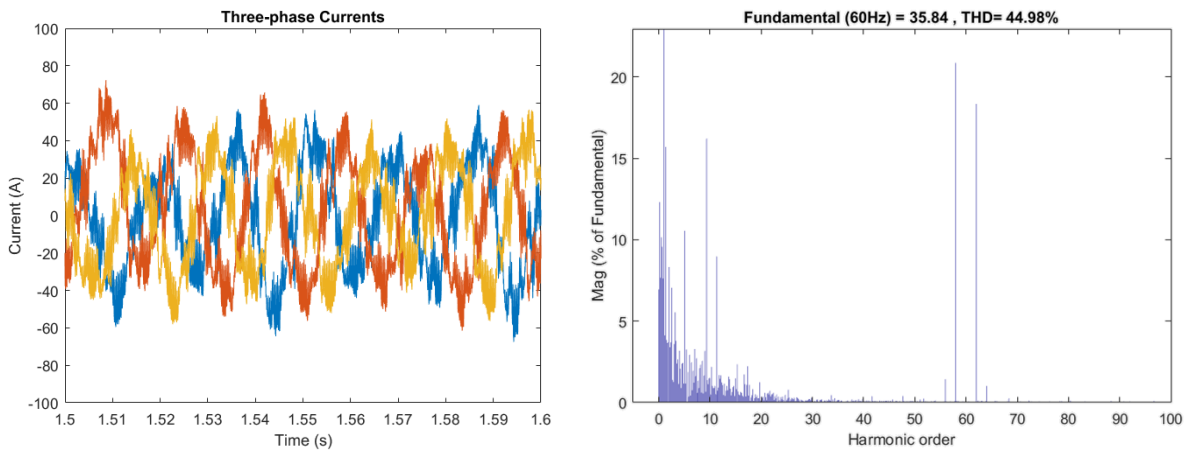 Three-phase Currents
100
80
60
40
20
0
-20
-40
-60
-80
-100
Current (A)
1.5 1.51 1.52 1.53 1.54 1.55 1.56 1.57 1.58 1.59 1.6
Time (s)
Fundamental (60Hz) = 35.84 , THD= 44.98%
20
15
10
5
0
Mag (% of Fundamental)
0 10 20 30 40 50 60 70 80 90 100
Harmonic order